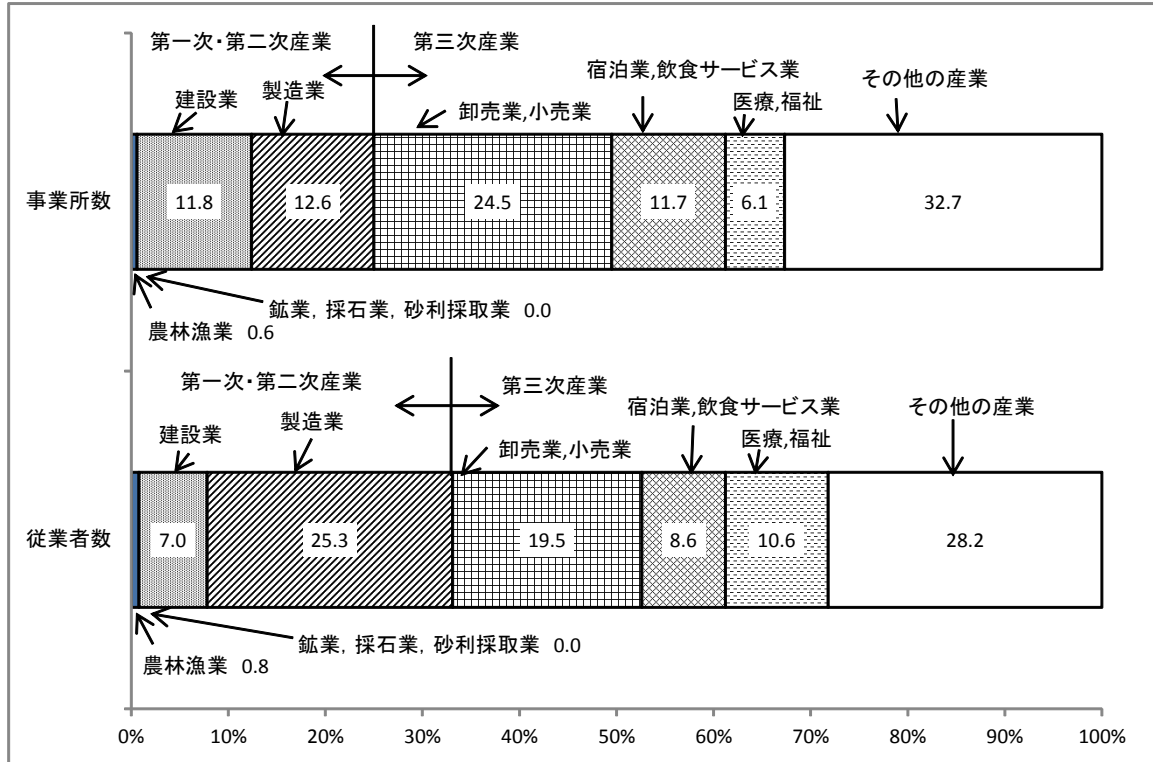 第一次・第二次産業
第三次産業
建設業
製造業
卸売業,小売業
宿泊業,飲食サービス業
医療,福祉
その他の産業
事業所数
11.8
12.6
24.5
11.7
6.1
32.7
鉱業，採石業，砂利採取業 0.0
農林漁業 0.6
第一次・第二次産業
第三次産業
建設業
製造業
卸売業,小売業
宿泊業,飲食サービス業
医療,福祉
その他の産業
従業者数
7.0
25.3
19.5
8.6
10.6
28.2
鉱業，採石業，砂利採取業 0.0
農林漁業 0.8
0%
10%
20%
30%
40%
50%
60%
70%
80%
90%
100%